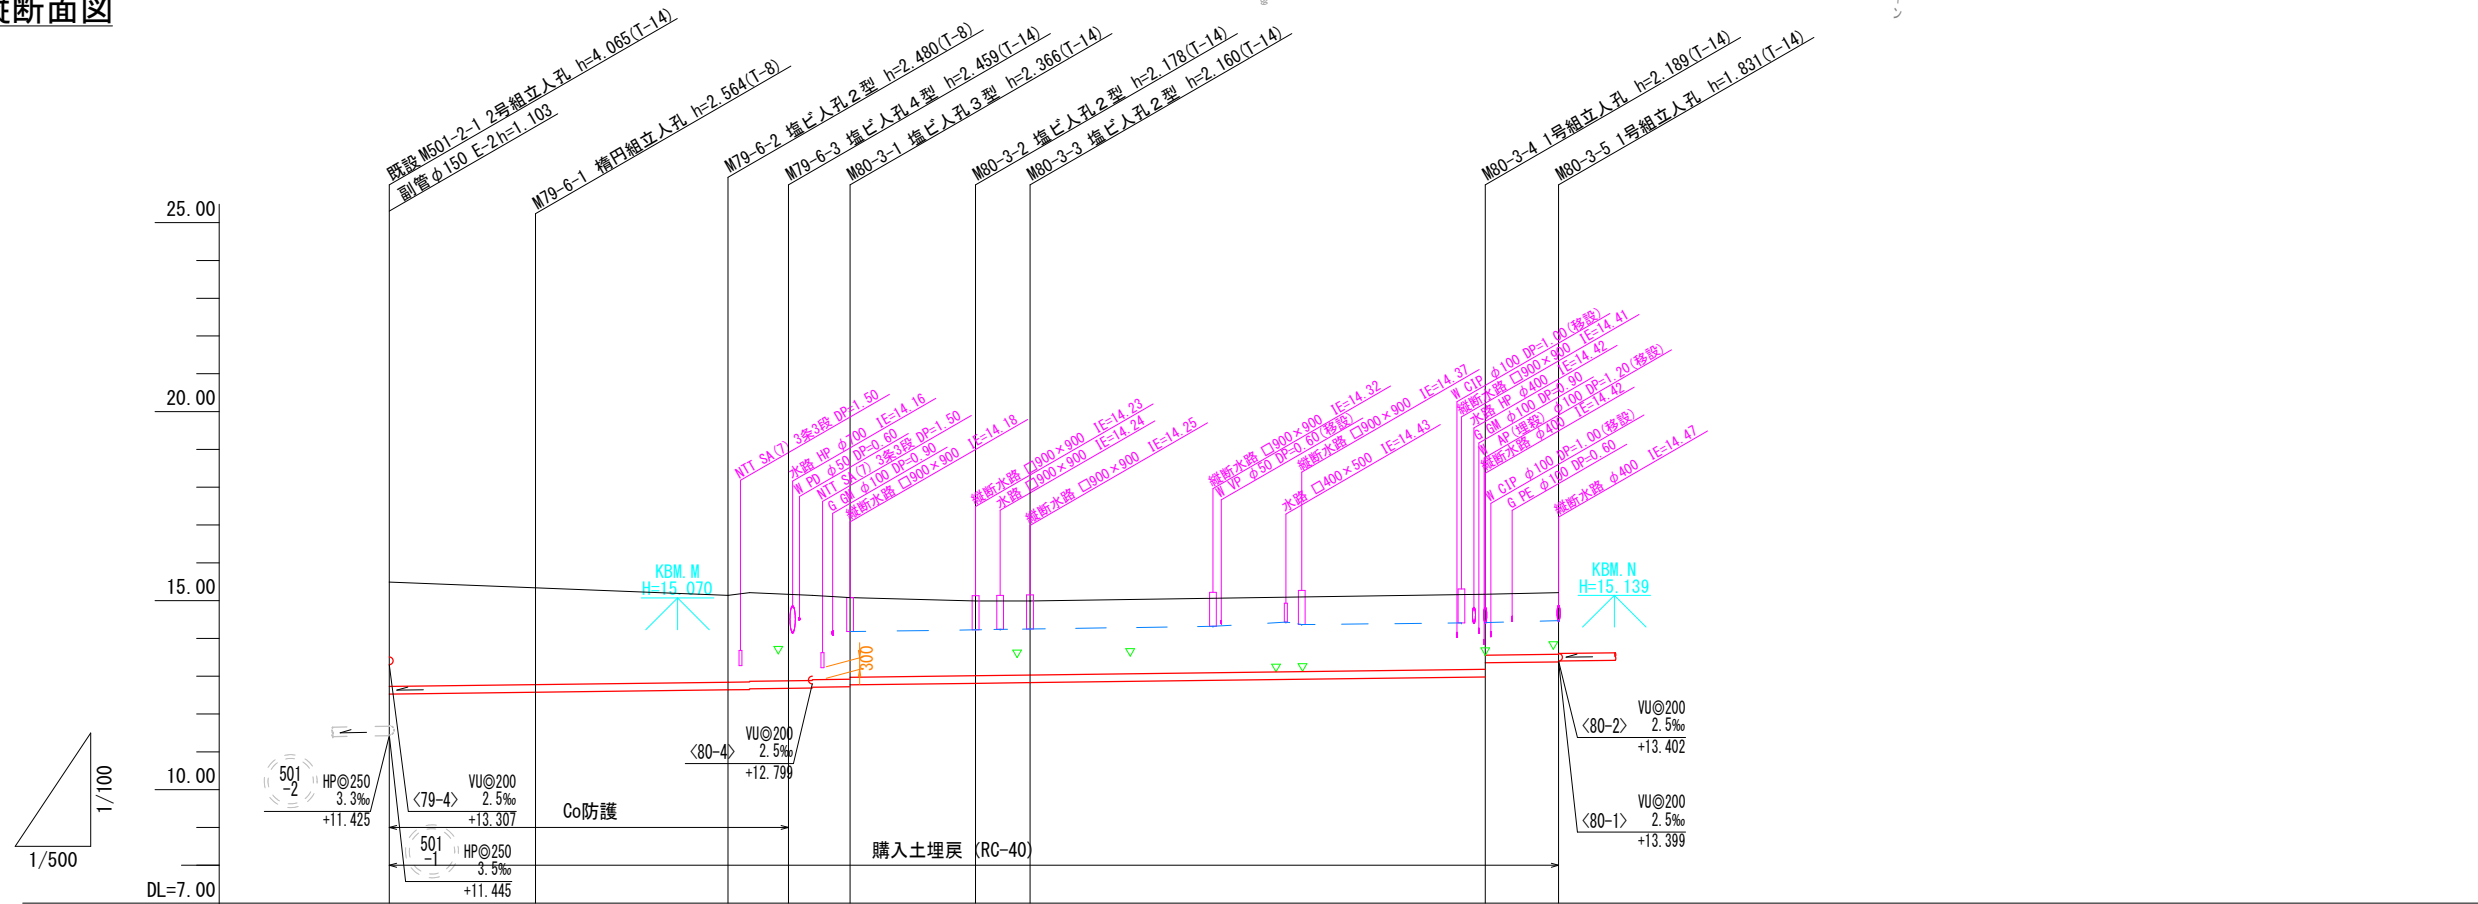 縦断面図
既設 M501-2-1 2号組立人孔 h=4.065(T-14)
副管φ150 E-2h=1.103
M79-6-1 楕円組立人孔 h=2.564(T-8)
M79-6-2 塩ビ人孔2型 h=2.480(T-8)
M79-6-3 塩ビ人孔4型 h=2.459(T-14)
M80-3-1 塩ビ人孔3型 h=2.366(T-14)
M80-3-2 塩ビ人孔2型 h=2.178(T-14)
M80-3-3 塩ビ人孔2型 h=2.160(T-14)
M80-3-4 1号組立人孔 h=2.189(T-14)
M80-3-5 1号組立人孔 h=1.831(T-14)
25.00
20.00
15.00
10.00
DL=7.00
NTT SA(7) 3条3段 DP=1.50
水路 HP φ700 IE=14.16
W PD φ50 DP=0.60
NTT SA(7) 3条3段 DP=1.50
G GM φ100 DP=0.90
縦断水路 □900×900 IE=14.18
縦断水路 □900×900 IE=14.23
水路 □900×900 IE=14.24
縦断水路 □900×900 IE=14.25
縦断水路 □900×900 IE=14.32
W VP φ50 DP=0.60(移設)
縦断水路 □900×900 IE=14.37
水路 □400×500 IE=14.43
W CIP φ100 DP=1.00(移設)
縦断水路 □900×900 IE=14.41
水路 HP φ400 IE=14.42
G GM φ100 DP=0.90
W AP(埋殺) φ100 DP=1.20(移設)
縦断水路 φ400 IE=14.42
W CIP φ100 DP=1.00(移設)
G PE φ100 DP=0.60
縦断水路 φ400 IE=14.47
KBM.M
H=15.070
KBM.N
H=15.139
300
1/100
1/500
501
-2
HP◎250
3.3‰
+11.425
〈79-4〉
VU◎200
2.5‰
+13.307
501
-1
HP◎250
3.5‰
+11.445
〈80-4〉
VU◎200
2.5‰
+12.799
Co防護
購入土埋戻 (RC-40)
〈80-2〉
VU◎200
2.5‰
+13.402
〈80-1〉
VU◎200
2.5‰
+13.399